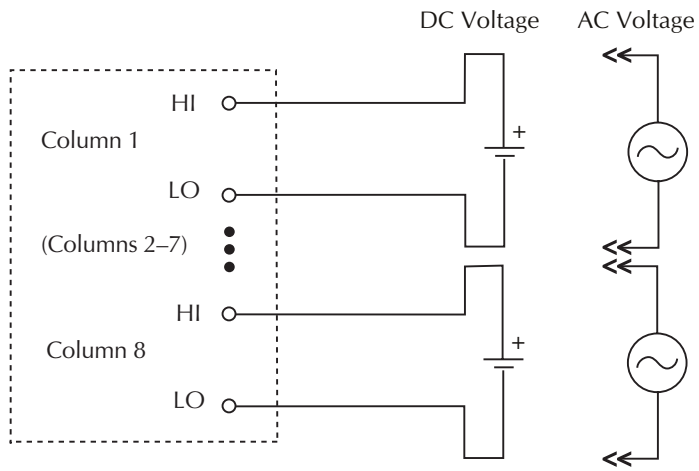 DC Voltage AC Voltage
HI
Column 1
+
LO
(Columns 2–7)
HI
Column 8
+
LO